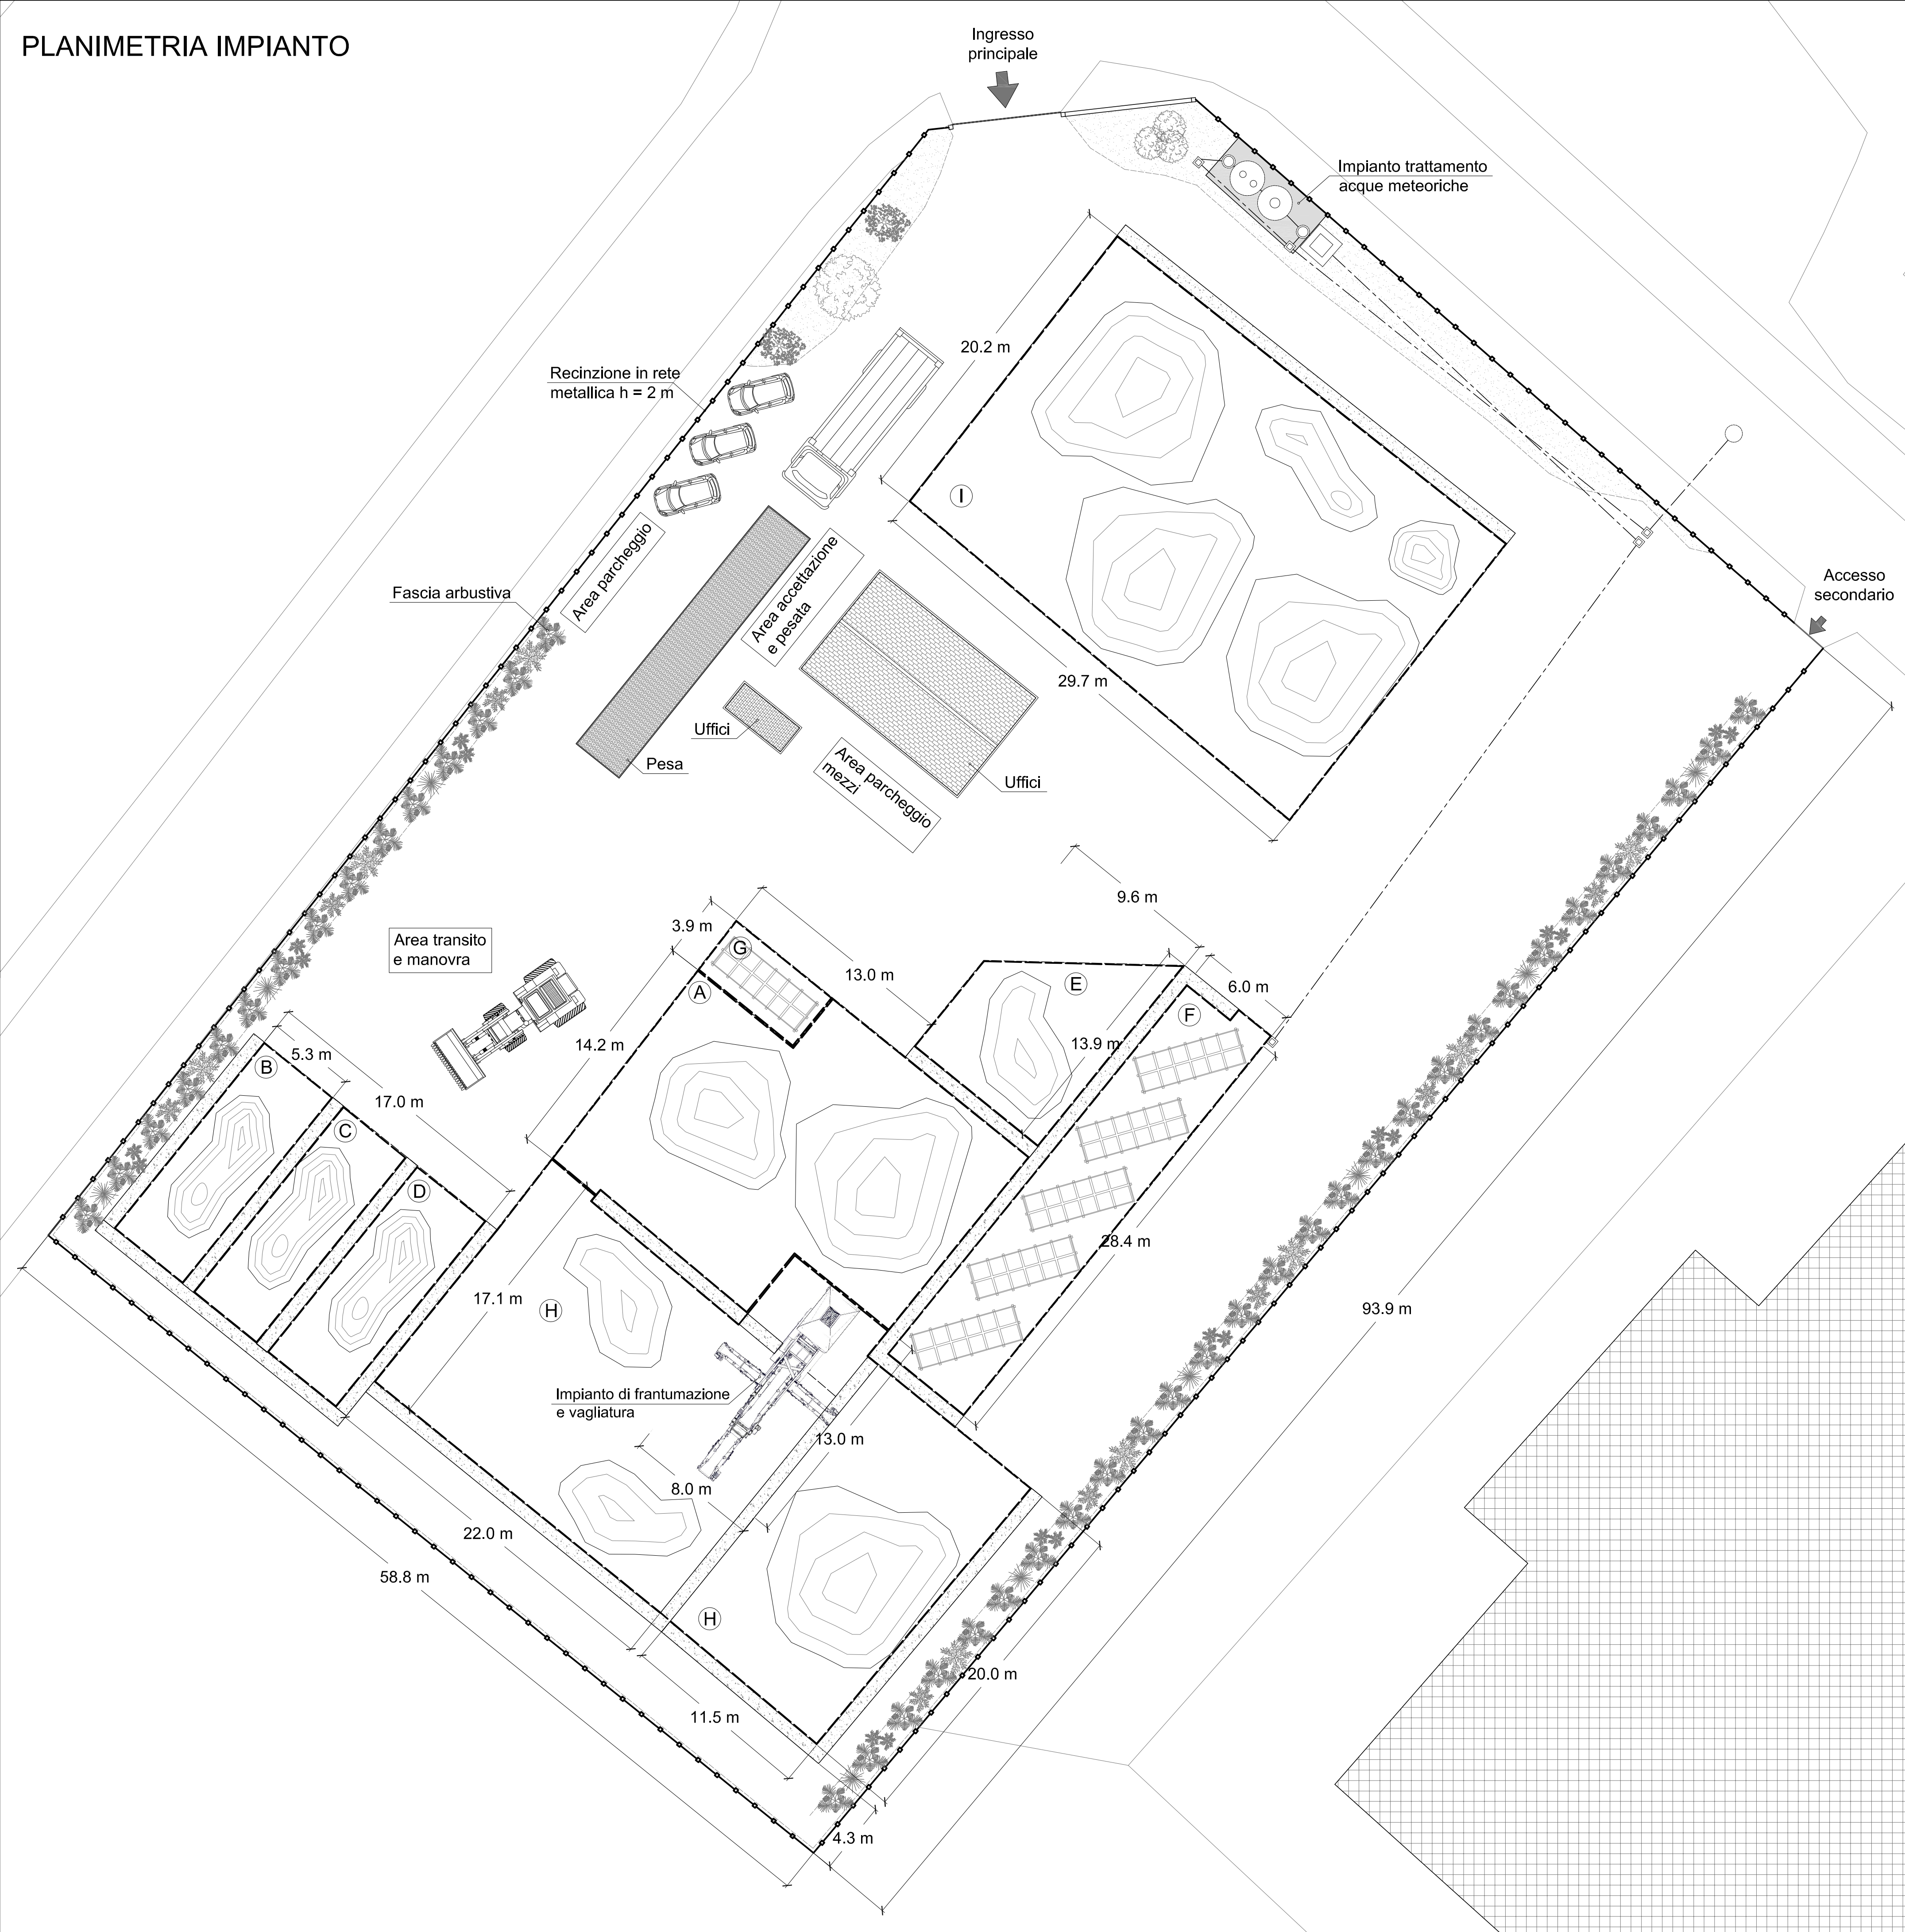 PLANIMETRIA IMPIANTO
Ingresso
principale
Impianto trattamento
acque meteoriche
20.2 m
Recinzione in rete
metallica h = 2 m
I
Area parcheggio
Area accettazione
e pesata
Fascia arbustiva
Accesso
secondario
29.7 m
Uffici
Pesa
Uffici
Area parcheggio
mezzi
9.6 m
3.9 m
G
13.0 m
Area transito
e manovra
A
E
6.0 m
F
14.2 m
13.9 m
5.3 m
B
17.0 m
C
D
28.4 m
17.1 m
H
93.9 m
Impianto di frantumazione
e vagliatura
13.0 m
8.0 m
22.0 m
58.8 m
H
20.0 m
11.5 m
4.3 m